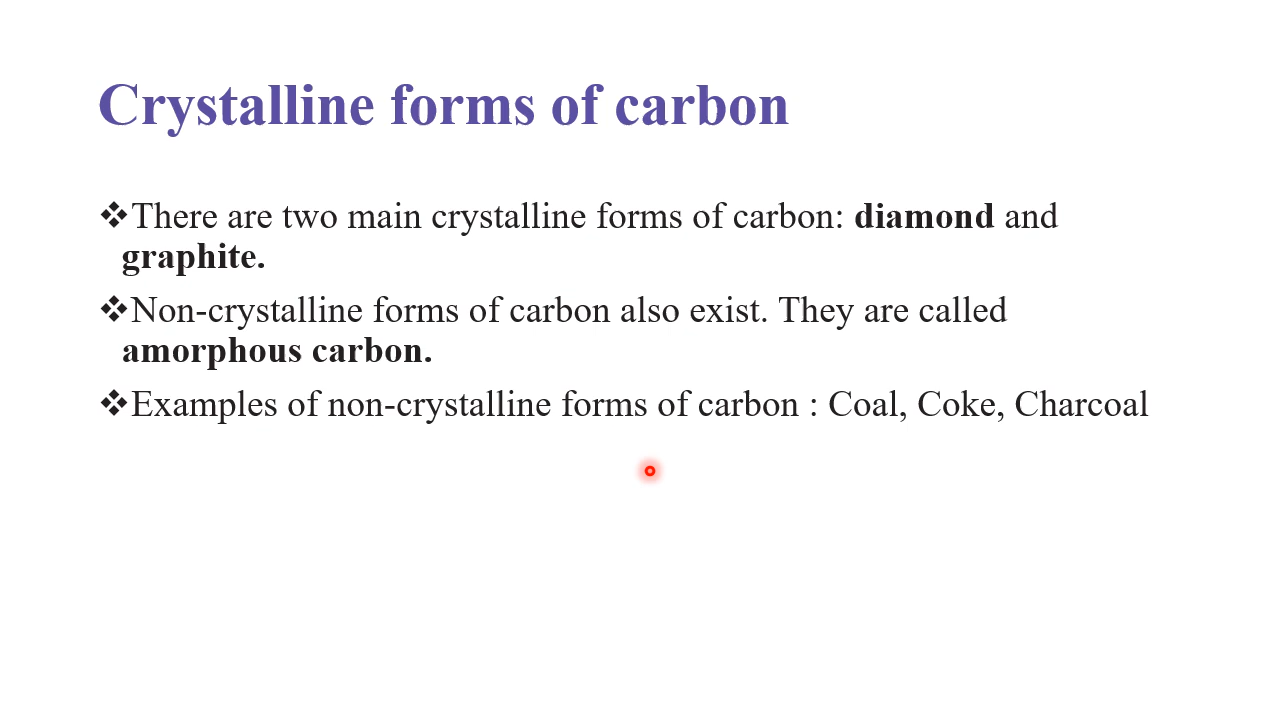 Crystalline forms of carbon
❖There are two main crystalline forms of carbon: diamond and
graphite.
❖Non-crystalline forms of carbon also exist. They are called
amorphous carbon.
❖Examples of non-crystalline forms of carbon : Coal, Coke, Charcoal